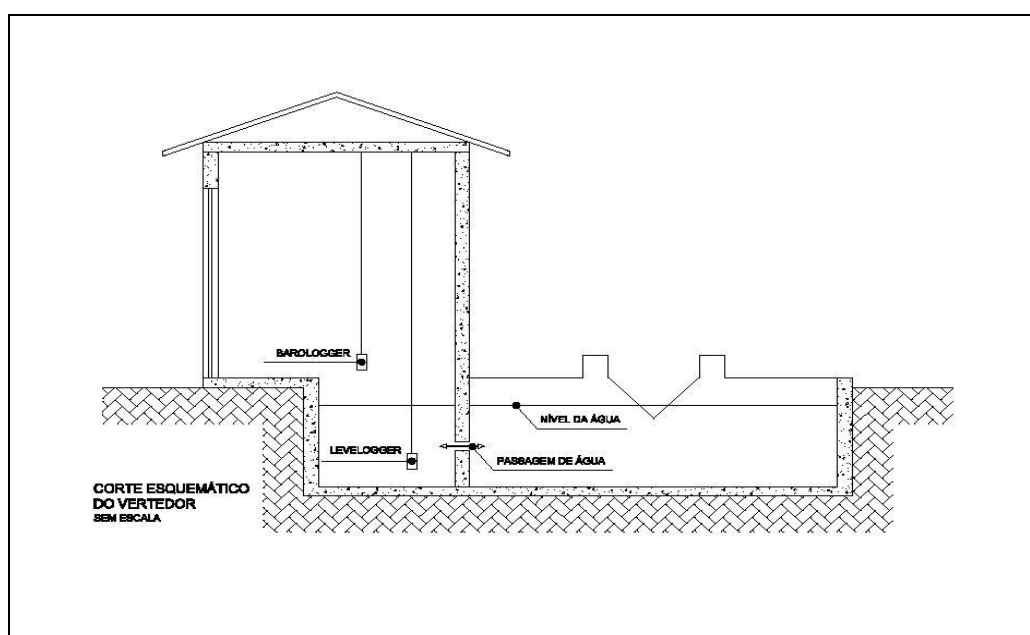 BAROLOGGER
NÍVEL DA ÁGUA
LEVELOGGER
PASSAGEM DE ÁGUA
CORTE ESQUEMÁTICO
DO VERTEDOR
SEM ESCALA